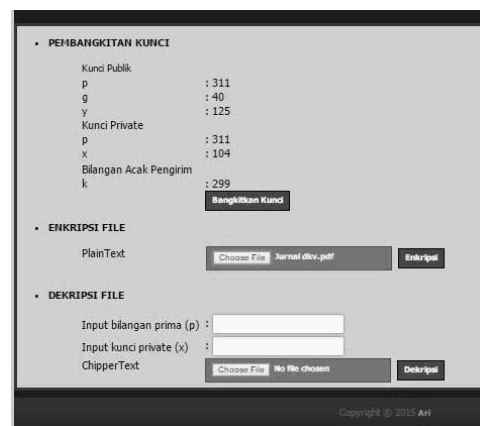 • PEMBANGKITAN KUNCI
Kunci Publik
p : 311
g : 40
y : 125
Kunci Private
p : 311
x : 104
Bilangan Acak Pengirim
k : 299
Bangkitkan Kunci
• ENKRIPSI FILE
PlainText Choose File Jurnal dkv.pdf Enkripsi
• DEKRIPSI FILE
Input bilangan prima (p) :
Input kunci private (x) :
ChipperText Choose File No file chosen Dekripsi
Copyright © 2015 Ari